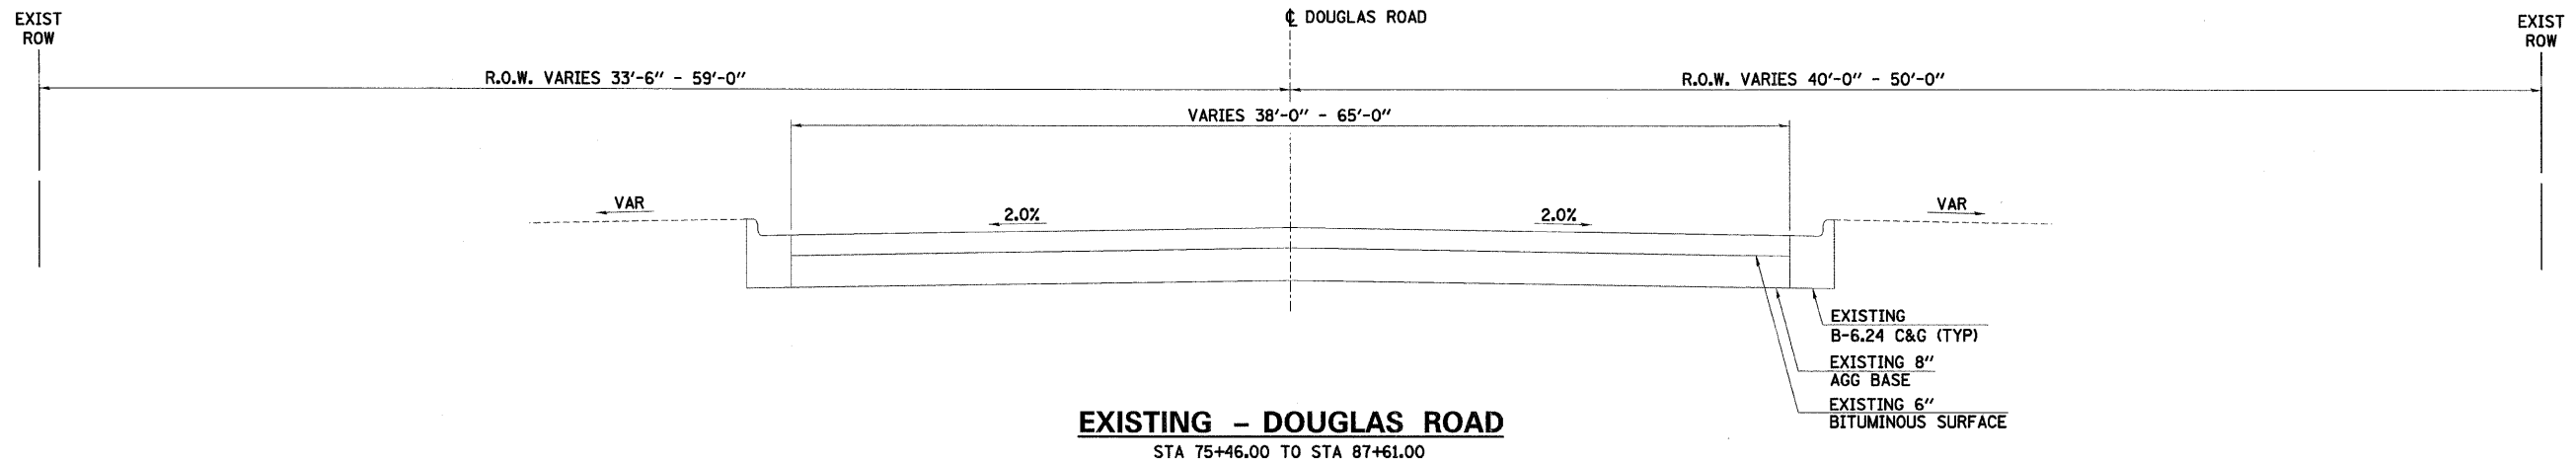 EXIST
ROW
℄ DOUGLAS ROAD
EXIST
ROW
R.O.W. VARIES 33'-6" - 59'-0"
R.O.W. VARIES 40'-0" - 50'-0"
VARIES 38'-0" - 65'-0"
VAR
2.0%
2.0%
VAR
EXISTING
B-6.24 C&G (TYP)
EXISTING 8"
AGG BASE
EXISTING 6"
BITUMINOUS SURFACE
EXISTING - DOUGLAS ROAD
STA 75+46.00 TO STA 87+61.00